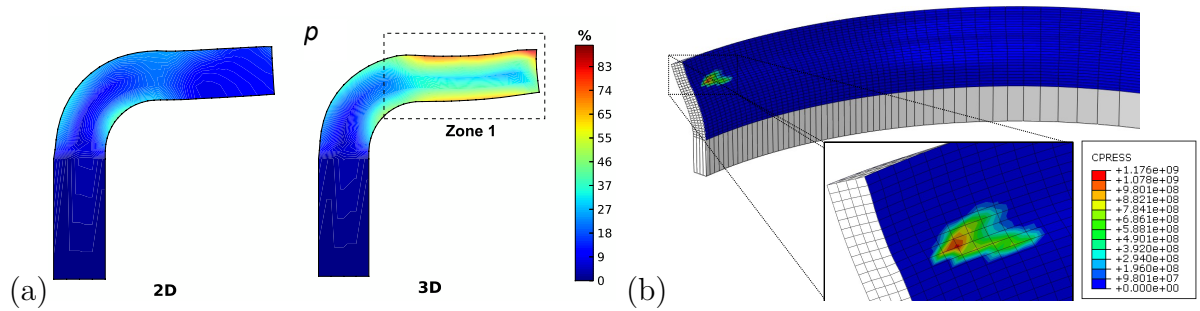 (a)
2D
p
Zone 1
3D
%
83
74
65
56
46
37
28
18
9
0
(b)
CPRESS
+1.176e+09
+1.078e+09
+9.801e+08
+8.821e+08
+7.841e+08
+6.861e+08
+5.881e+08
+4.901e+08
+3.920e+08
+2.940e+08
+1.960e+08
+9.801e+07
+0.000e+00